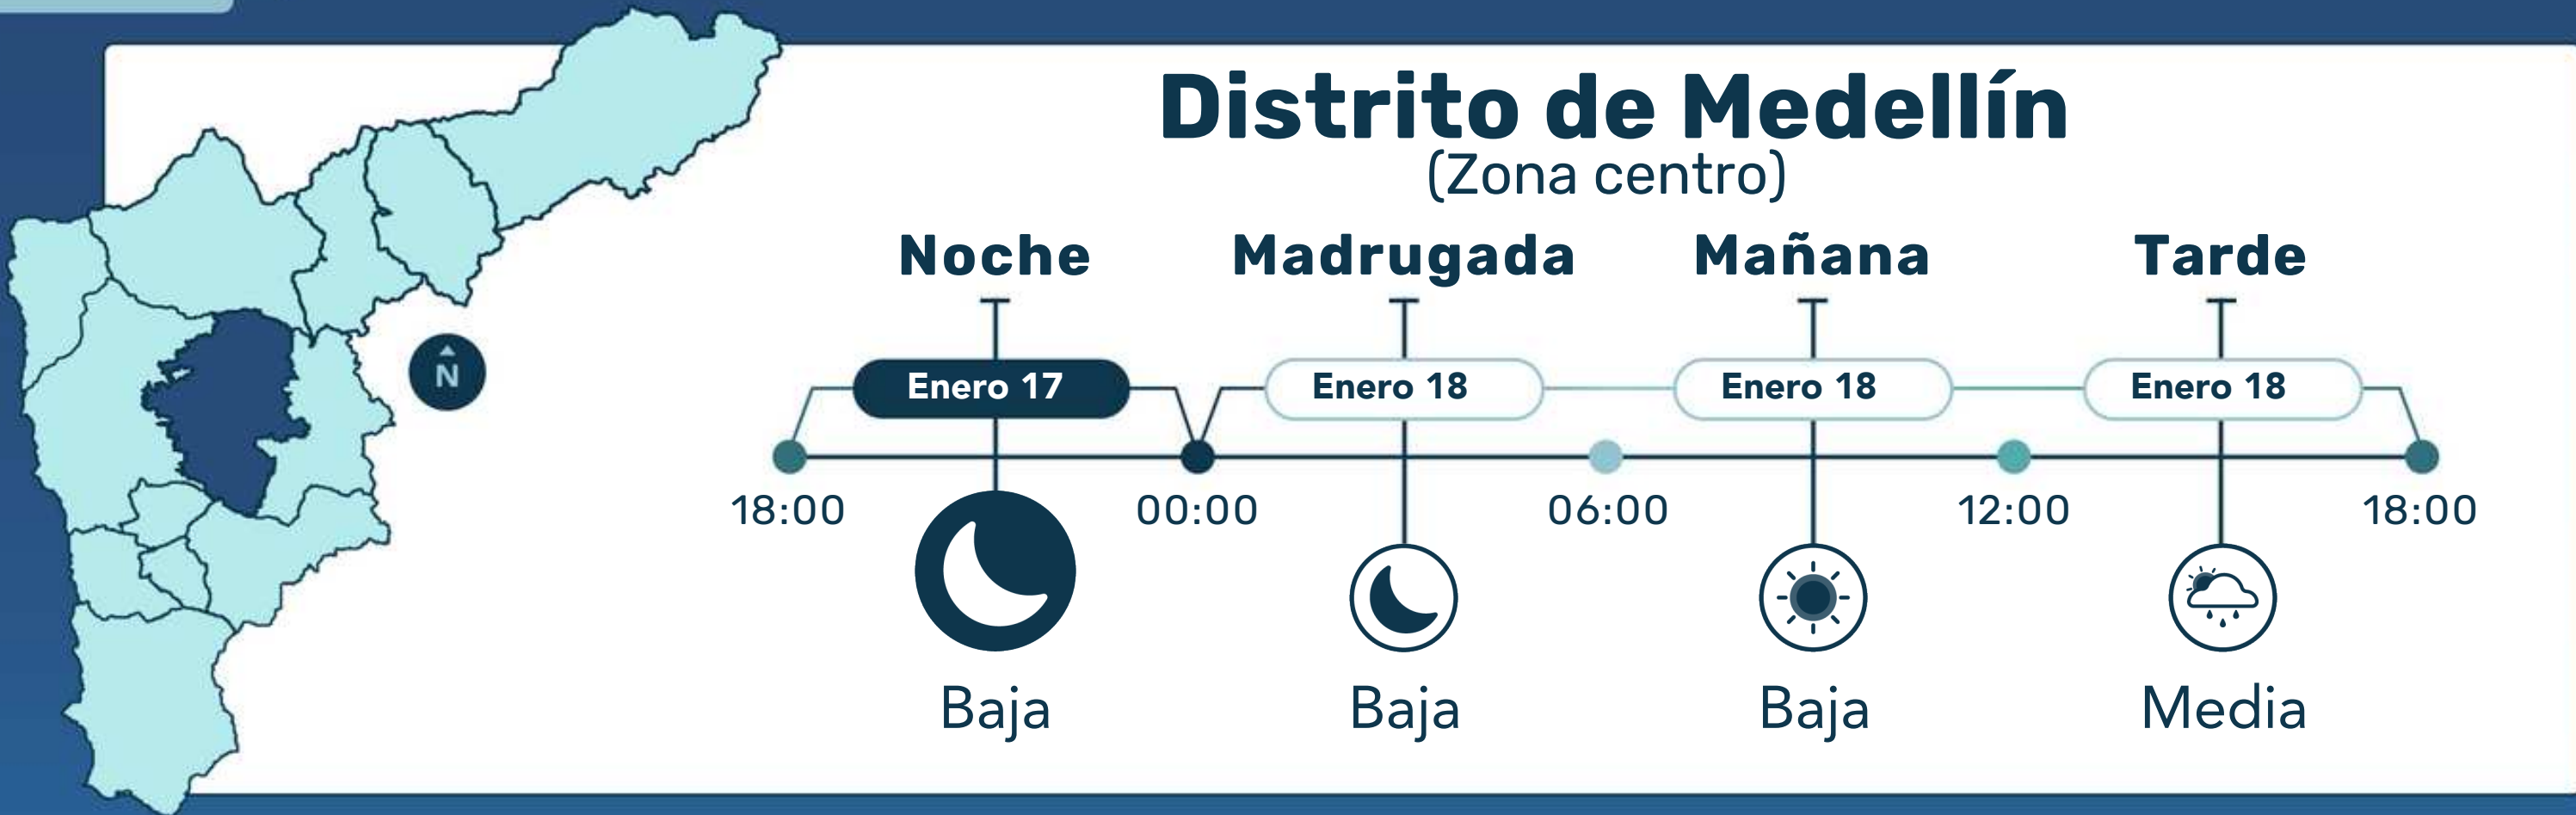 Distrito de Medellín
(Zona centro)
Noche Madrugada Mañana Tarde
Enero 17 Enero 18 Enero 18 Enero 18
N
18:00 00:00 06:00 12:00 18:00
Baja Baja Baja Media